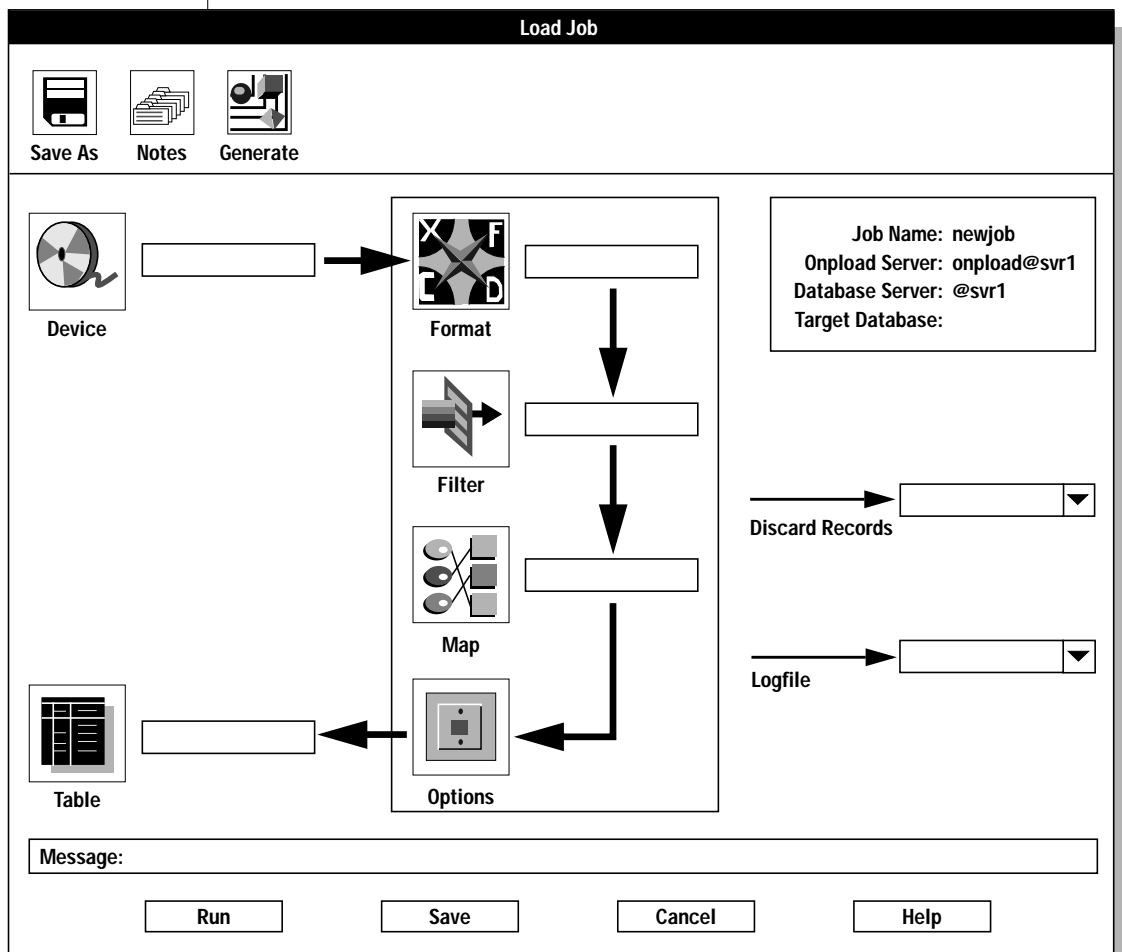 Load Job
Save As
Notes
Generate
Device
X F
C D
Format
Job Name: newjob
Onpload Server: onpload@svr1
Database Server: @svr1
Target Database:
Filter
Discard Records
Map
Logfile
Table
Options
Message:
Run
Save
Cancel
Help